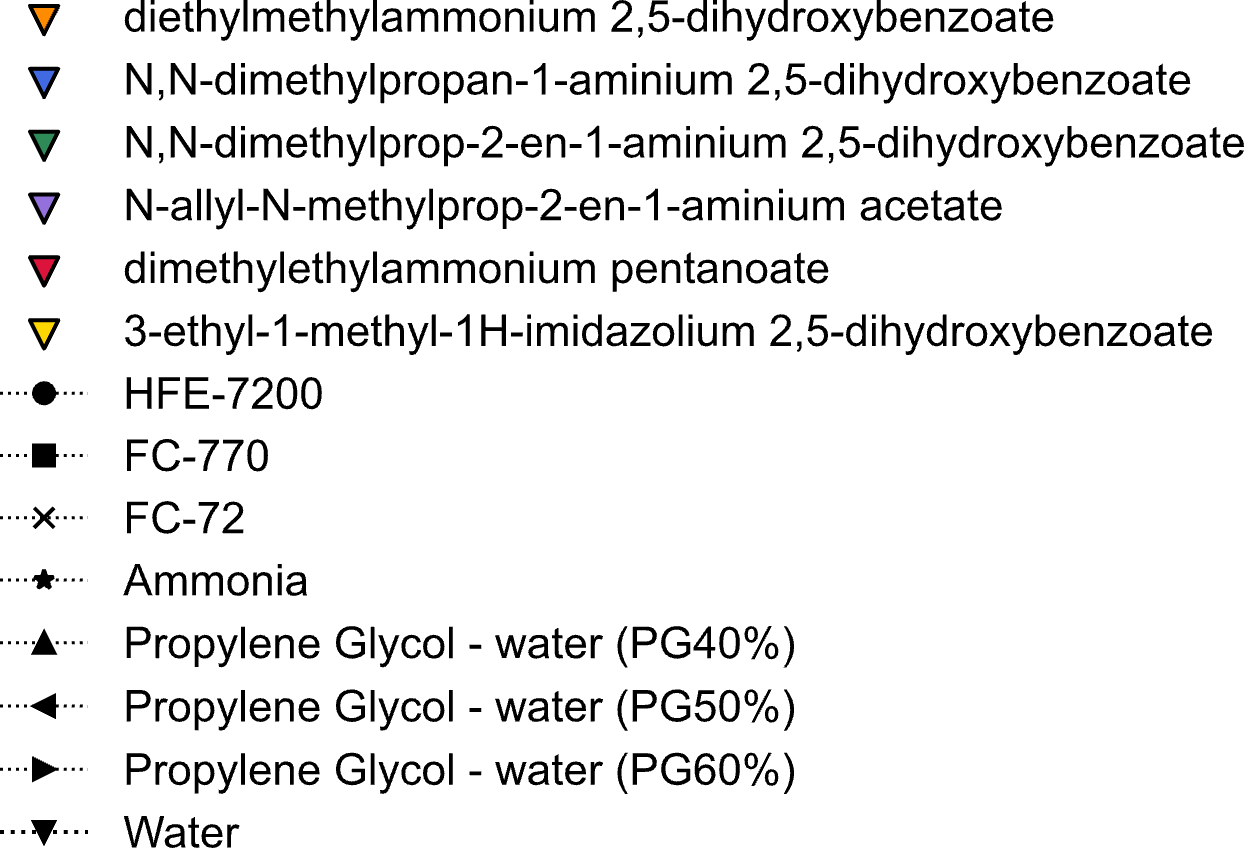 diethylmethylammonium 2,5-dihydroxybenzoate
N,N-dimethylpropan-1-aminium 2,5-dihydroxybenzoate
N,N-dimethylprop-2-en-1-aminium 2,5-dihydroxybenzoate
N-allyl-N-methylprop-2-en-1-aminium acetate
dimethylethylammonium pentanoate
3-ethyl-1-methyl-1H-imidazolium 2,5-dihydroxybenzoate
HFE-7200
FC-770
FC-72
Ammonia
Propylene Glycol - water (PG40%)
Propylene Glycol - water (PG50%)
Propylene Glycol - water (PG60%)
Water